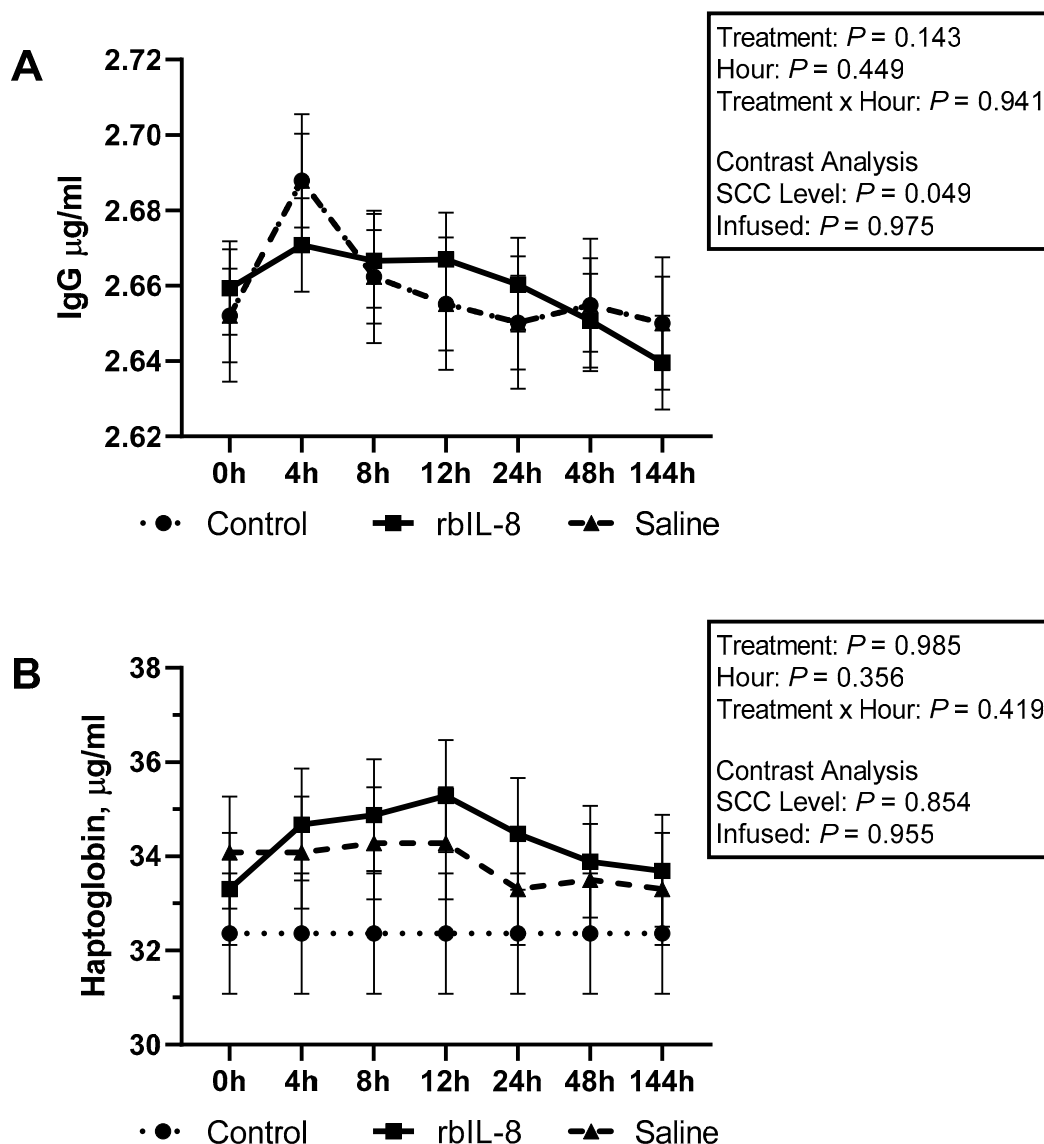 A
IgG μg/ml
2.72
2.70
2.68
2.66
2.64
2.62
0h 4h 8h 12h 24h 48h 144h
Control rbIL-8 Saline
Treatment: P = 0.143
Hour: P = 0.449
Treatment x Hour: P = 0.941
Contrast Analysis
SCC Level: P = 0.049
Infused: P = 0.975
B
Haptoglobin, μg/ml
38
36
34
32
30
0h 4h 8h 12h 24h 48h 144h
Control rbIL-8 Saline
Treatment: P = 0.985
Hour: P = 0.356
Treatment x Hour: P = 0.419
Contrast Analysis
SCC Level: P = 0.854
Infused: P = 0.955